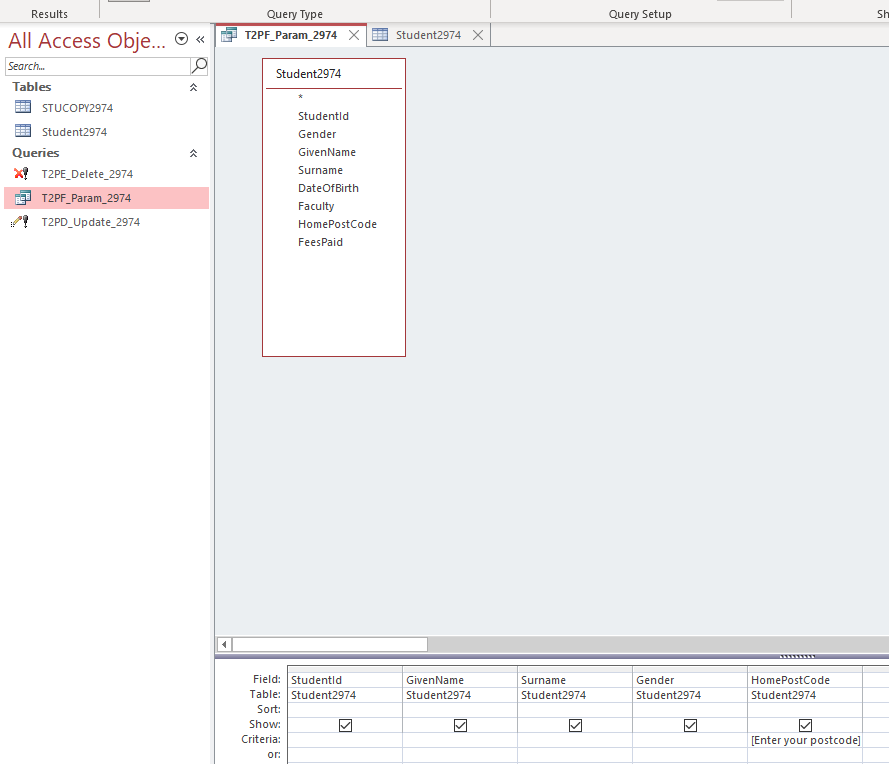 Results
Query Type
Query Setup
Sh
All Access Obje...
Search...
Tables
STUCOPY2974
Student2974
Queries
T2PE_Delete_2974
T2PF_Param_2974
T2PD_Update_2974
T2PF_Param_2974
Student2974
Student2974
*
StudentId
Gender
GivenName
Surname
DateOfBirth
Faculty
HomePostCode
FeesPaid
Field: StudentId GivenName Surname Gender HomePostCode
Table: Student2974 Student2974 Student2974 Student2974 Student2974
Sort:
Show:
Criteria: [Enter your postcode]
or: